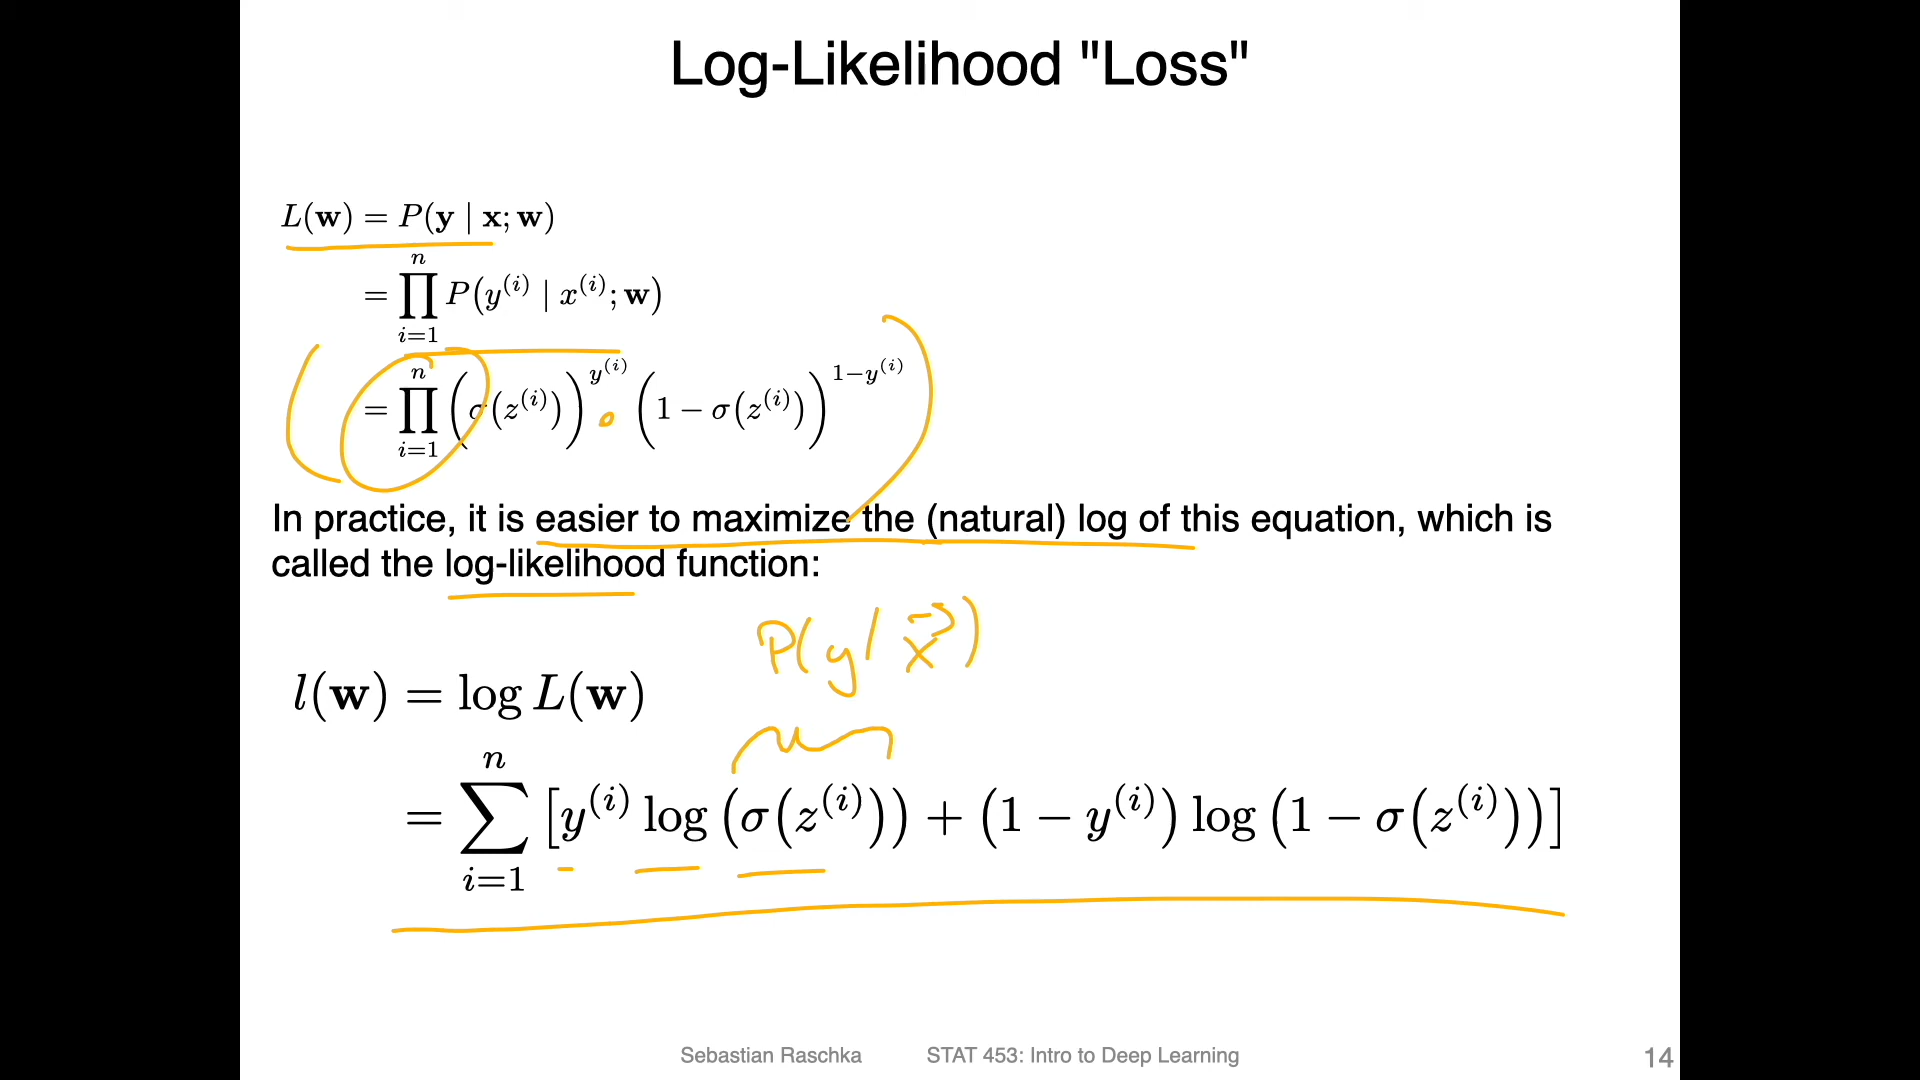 Log-Likelihood "Loss"
L(w) = P(y | x; w)
= ∏_{i=1}^{n} P(y^{(i)} | x^{(i)}; w)
= ∏_{i=1}^{n} (σ(z^{(i)}))^{y^{(i)}} (1 − σ(z^{(i)}))^{1−y^{(i)}}
In practice, it is easier to maximize the (natural) log of this equation, which is
called the log-likelihood function:
P(y | x⃗)
l(w) = log L(w)
= ∑_{i=1}^{n} [y^{(i)} log (σ(z^{(i)})) + (1 − y^{(i)}) log (1 − σ(z^{(i)}))]
Sebastian Raschka STAT 453: Intro to Deep Learning 14